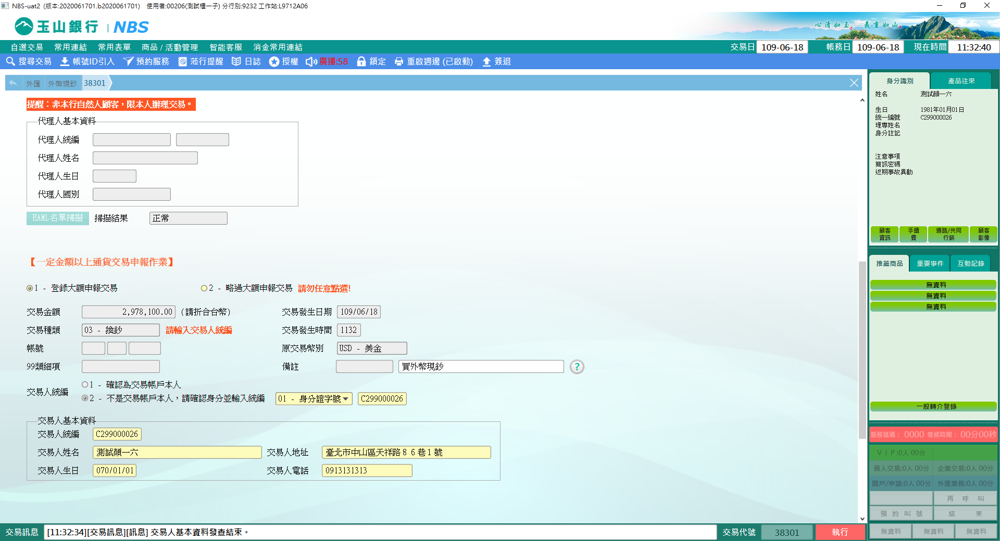 NBS-uat2 (版本:2020061701.b2020061701) 使用者:00206(測試櫃一子) 分行別:9232 工作站:L9712A06
玉山銀行 | NBS
心清如玉。義重如山。
自選交易 常用連結 常用表單 商品 / 活動管理 智能客服 消金常用連結 交易日 109-06-18 帳務日 109-06-18 現在時間 11:32:40
搜尋交易 帳號ID引入 預約服務 蒞行提醒 日誌 授權 廣播:58 鎖定 重啟週邊 (已啟動) 簽退
外匯 外幣現鈔 38301
提醒：非本行自然人顧客，限本人辦理交易。
代理人基本資料
代理人統編
代理人姓名
代理人生日
代理人國別
EAML名單掃描 掃描結果 正常
【一定金額以上通貨交易申報作業】
1 - 登錄大額申報交易 2 - 略過大額申報交易 請勿任意點選!
交易金額 2,978,100.00 (請折合台幣) 交易發生日期 109/06/18
交易種類 03 - 換鈔 請輸入交易人統編 交易發生時間 1132
帳號 原交易幣別 USD - 美金
99類細項 備註 買外幣現鈔 ?
交易人統編
1 - 確認為交易帳戶本人
2 - 不是交易帳戶本人，請確認身分並輸入統編 01 - 身分證字號 C299000026
交易人基本資料
交易人統編 C299000026
交易人姓名 測試顏一六 交易人地址 臺北市中山區天祥路８６巷１號
交易人生日 070/01/01 交易人電話 0913131313
交易訊息 [11:32:34][交易訊息][訊息] 交易人基本資料發查結束。 交易代號 38301 執行
身分識別 產品往來
姓名 測試顏一六
生日 1981年01月01日
統一編號 C299000026
理專姓名
身分註記
注意事項
簡訊密碼
近期事故異動
顧客資訊 手續費 通路/共同行銷 顧客影像
推薦商品 重要事件 互動記錄
無資料
無資料
無資料
一般轉介登錄
服務號碼： 0000 等候時間： 00分00秒
ＶＩＰ:0人 00分
個人交易:0人 00分 企業交易:0人 00分
開戶/申請:0人 00分 外匯業務:0人 00分
再 呼 叫
預 約 叫 號 結 束
無資料 無資料 無資料